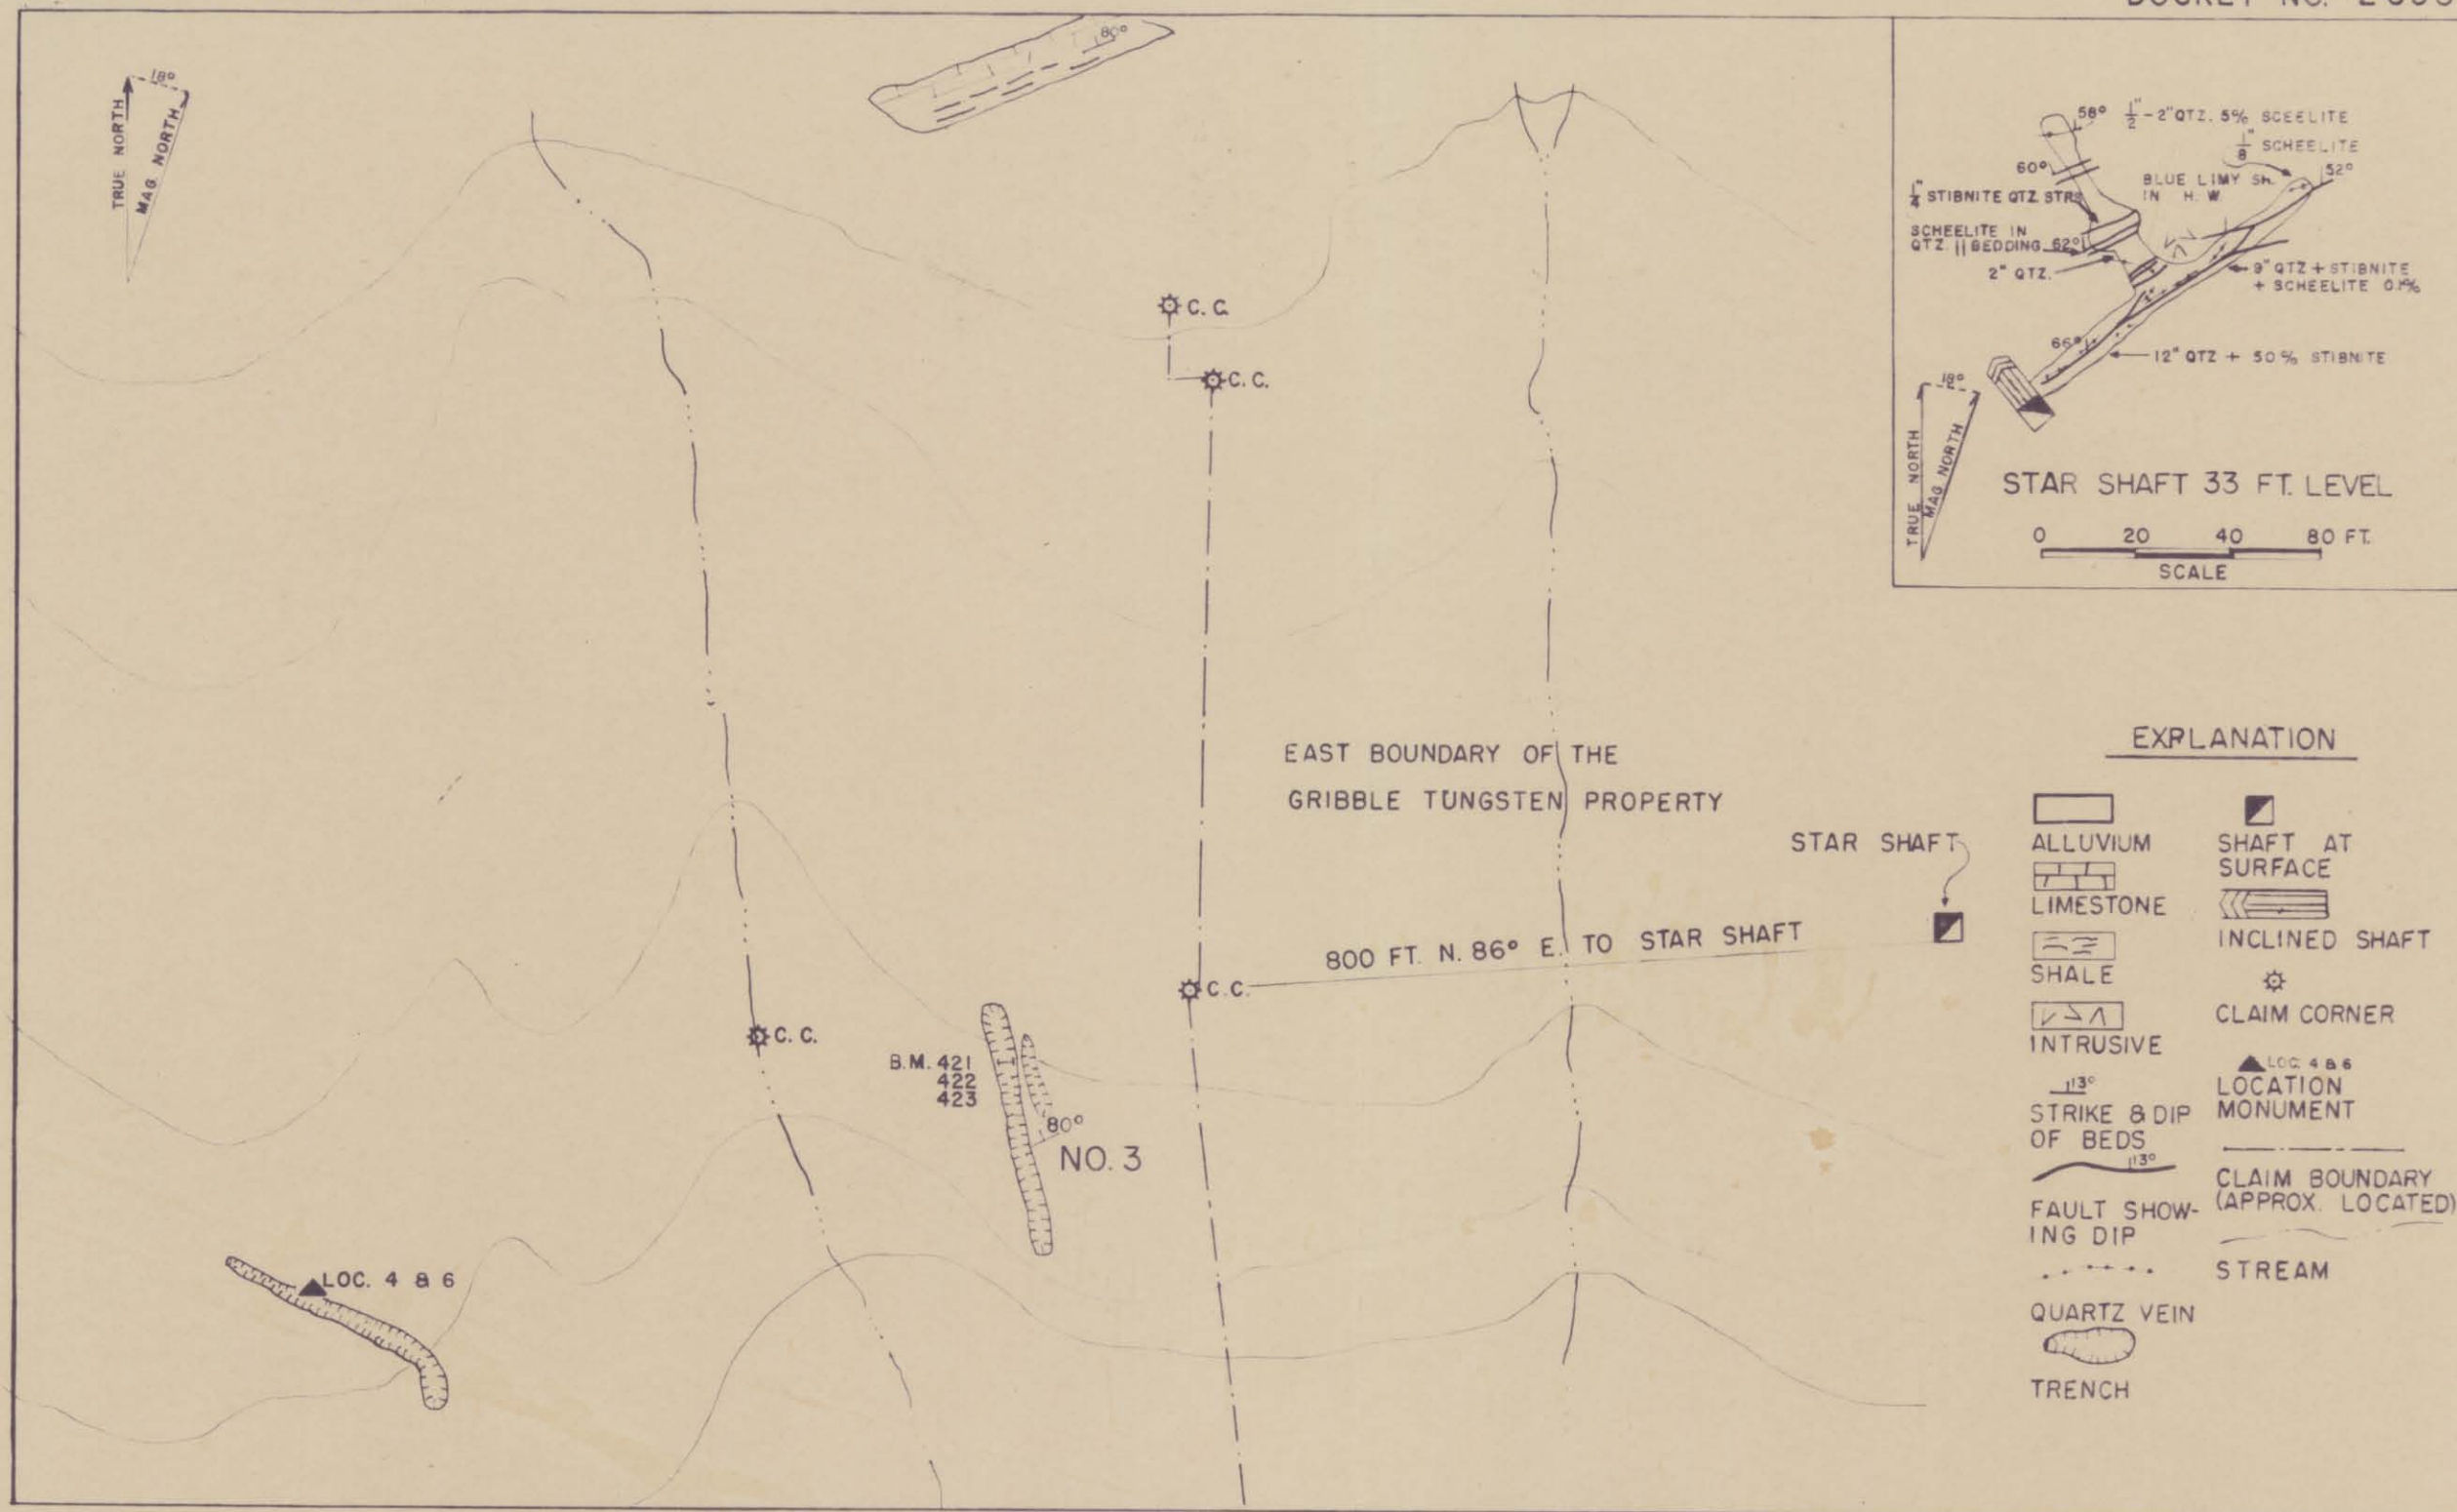 TRUE NORTH
MAG NORTH
18°
80°
C. C.
C. C.
58° ½"-2" QTZ. 5% SCEELITE
⅛" SCHEELITE
52°
60°
BLUE LIMY SH.
IN H. W.
¼" STIBNITE QTZ STRS
SCHEELITE IN
QTZ. || BEDDING 62°
2" QTZ.
9" QTZ + STIBNITE
+ SCHEELITE 0.1%
66°
12" QTZ + 50% STIBNITE
18°
TRUE NORTH
MAG NORTH
STAR SHAFT 33 FT. LEVEL
0 20 40 80 FT.
SCALE
EAST BOUNDARY OF THE
GRIBBLE TUNGSTEN PROPERTY
STAR SHAFT
800 FT. N. 86° E. TO STAR SHAFT
C.C.
C. C.
B.M. 421
422
423
80°
NO. 3
LOC. 4 & 6
EXPLANATION
ALLUVIUM
LIMESTONE
SHALE
INTRUSIVE
13°
STRIKE & DIP
OF BEDS
13°
FAULT SHOW-
ING DIP
QUARTZ VEIN
TRENCH
SHAFT AT
SURFACE
INCLINED SHAFT
CLAIM CORNER
LOC 4 & 6
LOCATION
MONUMENT
CLAIM BOUNDARY
(APPROX. LOCATED)
STREAM